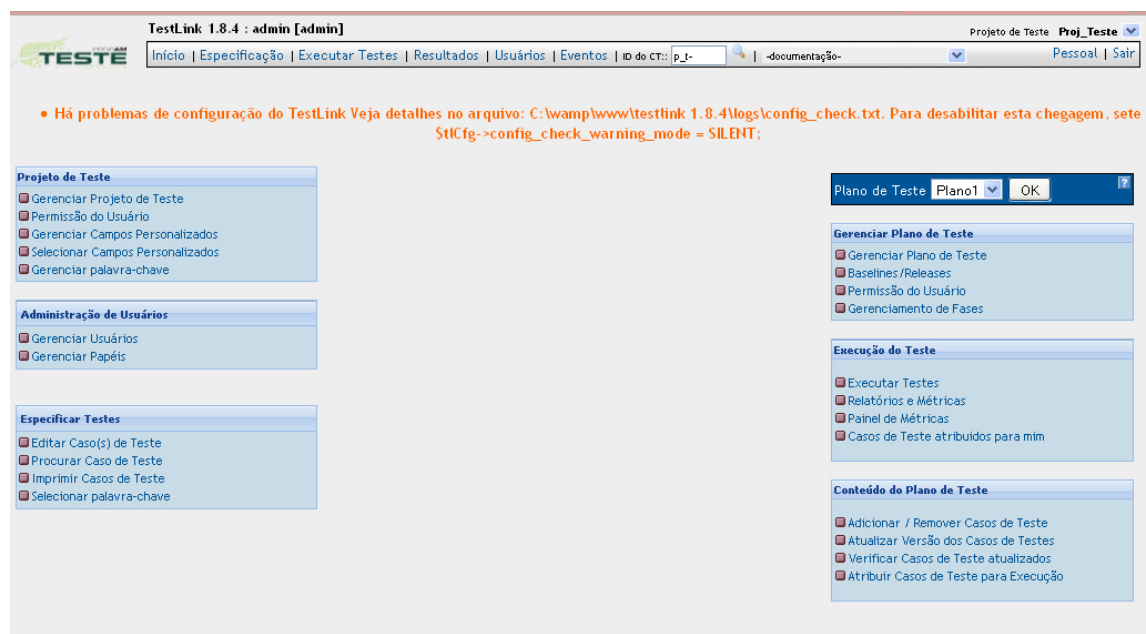 TestLink 1.8.4 : admin [admin]
Projeto de Teste Proj_Teste
TESTE
Início | Especificação | Executar Testes | Resultados | Usuários | Eventos | ID do CT:: p_t- | -documentação- Pessoal | Sair
• Há problemas de configuração do TestLink Veja detalhes no arquivo: C:\wamp\www\testlink 1.8.4\logs\config_check.txt. Para desabilitar esta chegagem, sete
$tlCfg->config_check_warning_mode = SILENT;
Projeto de Teste
Gerenciar Projeto de Teste
Permissão do Usuário
Gerenciar Campos Personalizados
Selecionar Campos Personalizados
Gerenciar palavra-chave
Administração de Usuários
Gerenciar Usuários
Gerenciar Papéis
Especificar Testes
Editar Caso(s) de Teste
Procurar Caso de Teste
Imprimir Casos de Teste
Selecionar palavra-chave
Plano de Teste Plano1 OK ?
Gerenciar Plano de Teste
Gerenciar Plano de Teste
Baselines/Releases
Permissão do Usuário
Gerenciamento de Fases
Execução do Teste
Executar Testes
Relatórios e Métricas
Painel de Métricas
Casos de Teste atribuidos para mim
Conteúdo do Plano de Teste
Adicionar / Remover Casos de Teste
Atualizar Versão dos Casos de Testes
Verificar Casos de Teste atualizados
Atribuir Casos de Teste para Execução